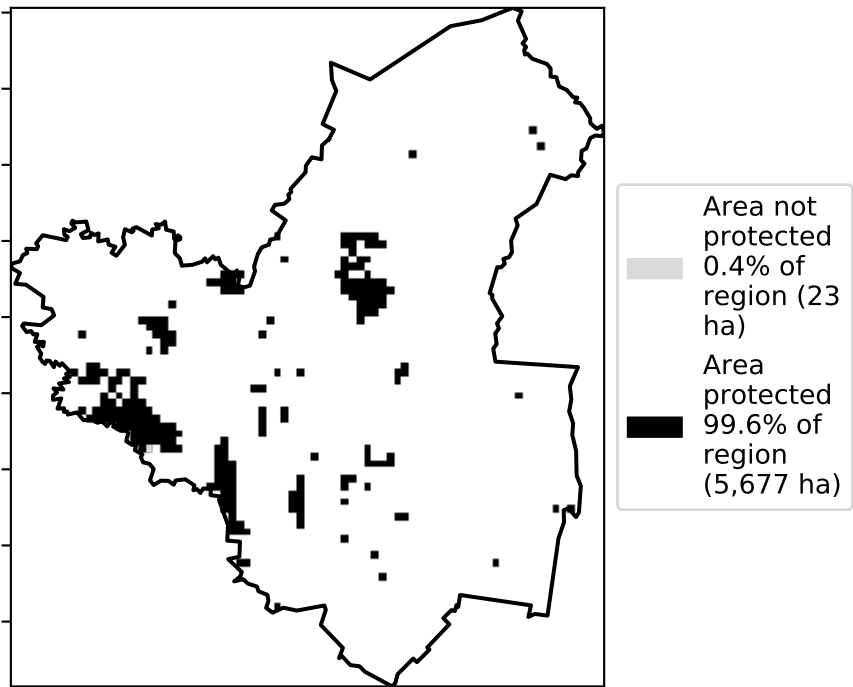 Area not
protected
0.4% of
region (23
ha)
Area
protected
99.6% of
region
(5,677 ha)